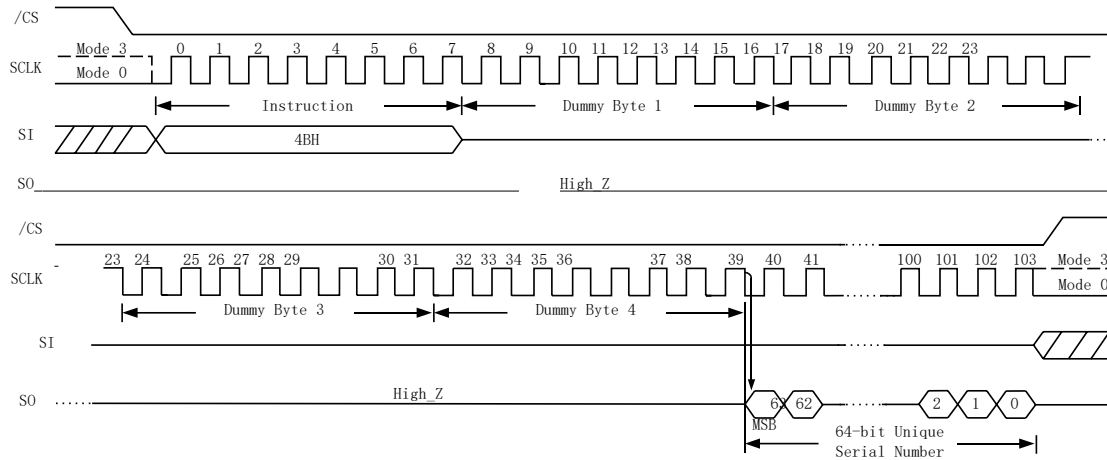 /CS
Mode 3 0 1 2 3 4 5 6 7 8 9 10 11 12 13 14 15 16 17 18 19 20 21 22 23
SCLK
Mode 0
Instruction Dummy Byte 1 Dummy Byte 2
SI 4BH
SO High_Z
/CS
23 24 25 26 27 28 29 30 31 32 33 34 35 36 37 38 39 40 41 100 101 102 103 Mode 3
SCLK
Mode 0
Dummy Byte 3 Dummy Byte 4
SI
High_Z
SO 63 62 2 1 0
MSB
64-bit Unique
Serial Number